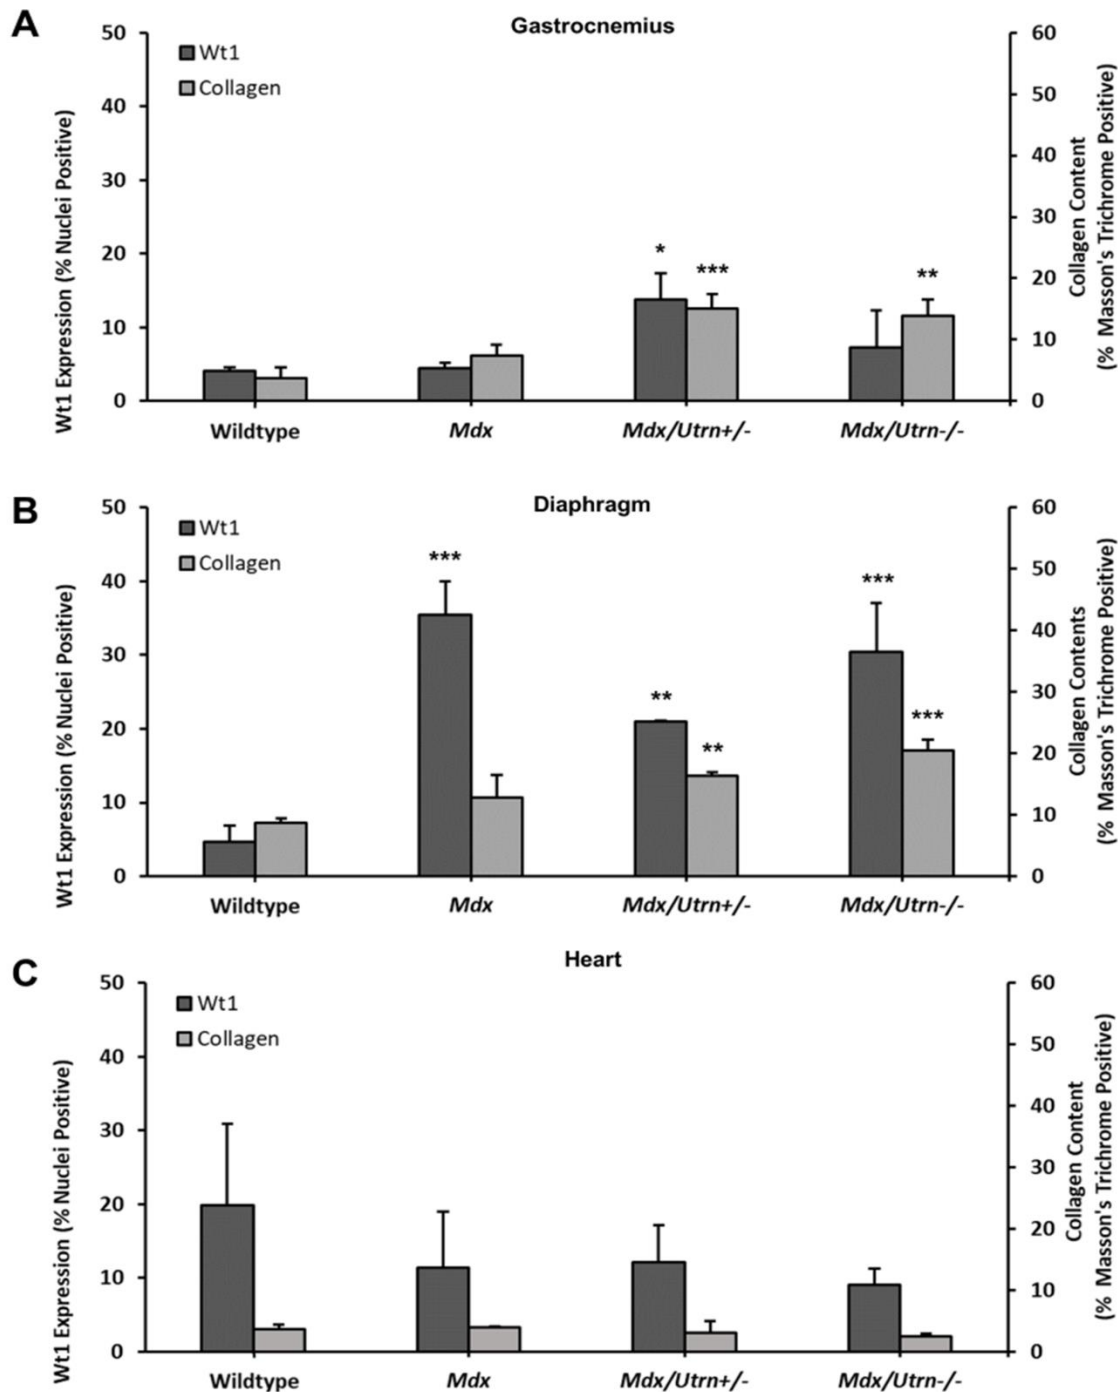 A
Gastrocnemius
Wt1
Collagen
Wt1 Expression (% Nuclei Positive)
50
40
30
20
10
0
Collagen Content
(% Masson's Trichrome Positive)
60
50
40
30
20
10
0
*
***
**
Wildtype
Mdx
Mdx/Utrn+/-
Mdx/Utrn-/-
B
Diaphragm
Wt1
Collagen
Wt1 Expression (% Nuclei Positive)
50
40
30
20
10
0
Collagen Contents
(% Masson's Trichrome Positive)
60
50
40
30
20
10
0
***
**
**
***
***
Wildtype
Mdx
Mdx/Utrn+/-
Mdx/Utrn-/-
C
Heart
Wt1
Collagen
Wt1 Expression (% Nuclei Positive)
50
40
30
20
10
0
Collagen Content
(% Masson's Trichrome Positive)
60
50
40
30
20
10
0
Wildtype
Mdx
Mdx/Utrn+/-
Mdx/Utrn-/-